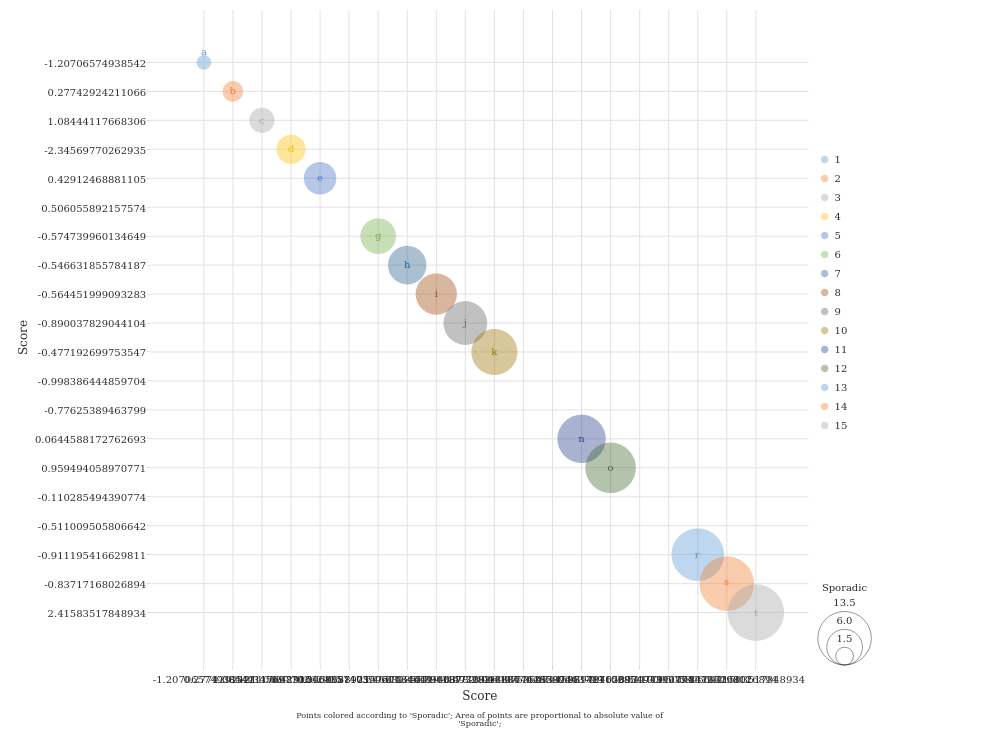 a
-1.20706574938542
b
0.27742924211066
c
1.08444117668306
d
-2.34569770262935
1
e
0.42912468881105
2
3
0.506055892157574
4
g
-0.574739960134649
5
h
-0.546631855784187
6
7
i
-0.564451999093283
8
j
-0.890037829044104
9
Score
k
-0.477192699753547
10
11
-0.998386444859704
12
13
-0.77625389463799
14
n
0.0644588172762693
15
o
0.959494058970771
-0.110285494390774
-0.511009505806642
r
-0.911195416629811
s
-0.83717168026894
Sporadic
13.5
t
2.41583517848934
6.0
1.5
Score
Points colored according to 'Sporadic'; Area of points are proportional to absolute value of
'Sporadic';